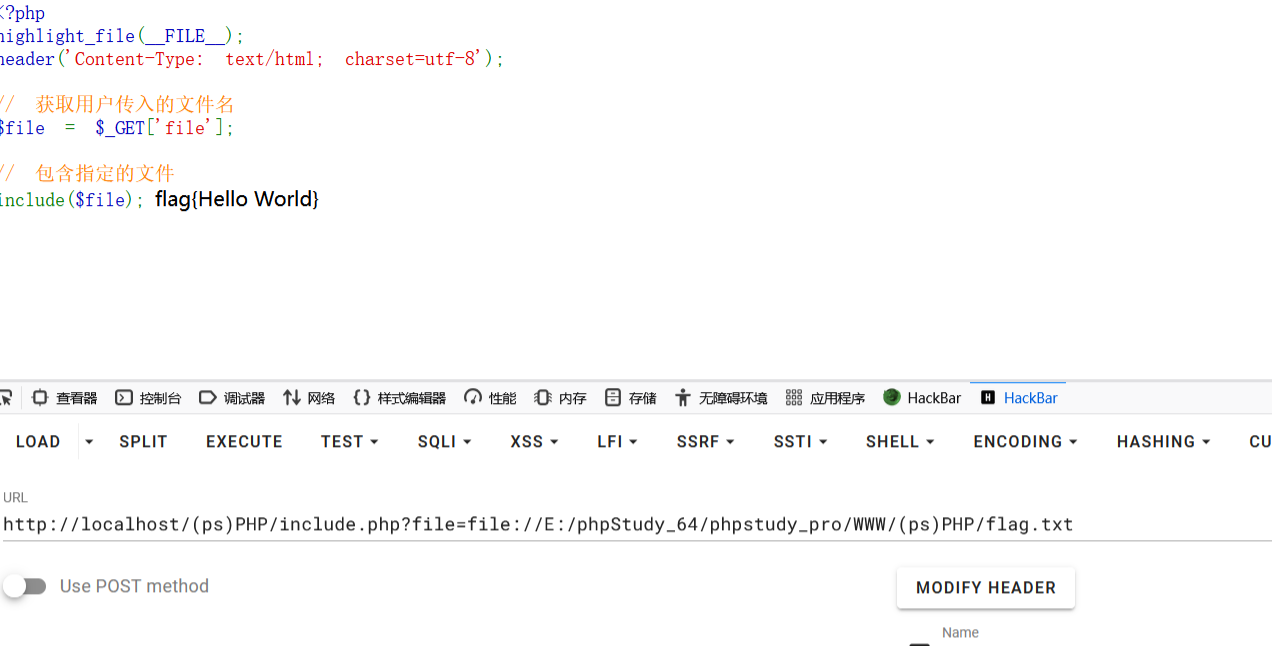 <?php
highlight_file(__FILE__);
header('Content-Type: text/html; charset=utf-8');
// 获取用户传入的文件名
$file = $_GET['file'];
// 包含指定的文件
include($file); flag{Hello World}
查看器 控制台 调试器 网络 {} 样式编辑器 性能 内存 存储 无障碍环境 应用程序 HackBar H HackBar
LOAD SPLIT EXECUTE TEST SQLI XSS LFI SSRF SSTI SHELL ENCODING HASHING CU
URL
http://localhost/(ps)PHP/include.php?file=file://E:/phpStudy_64/phpstudy_pro/WWW/(ps)PHP/flag.txt
Use POST method
MODIFY HEADER
Name